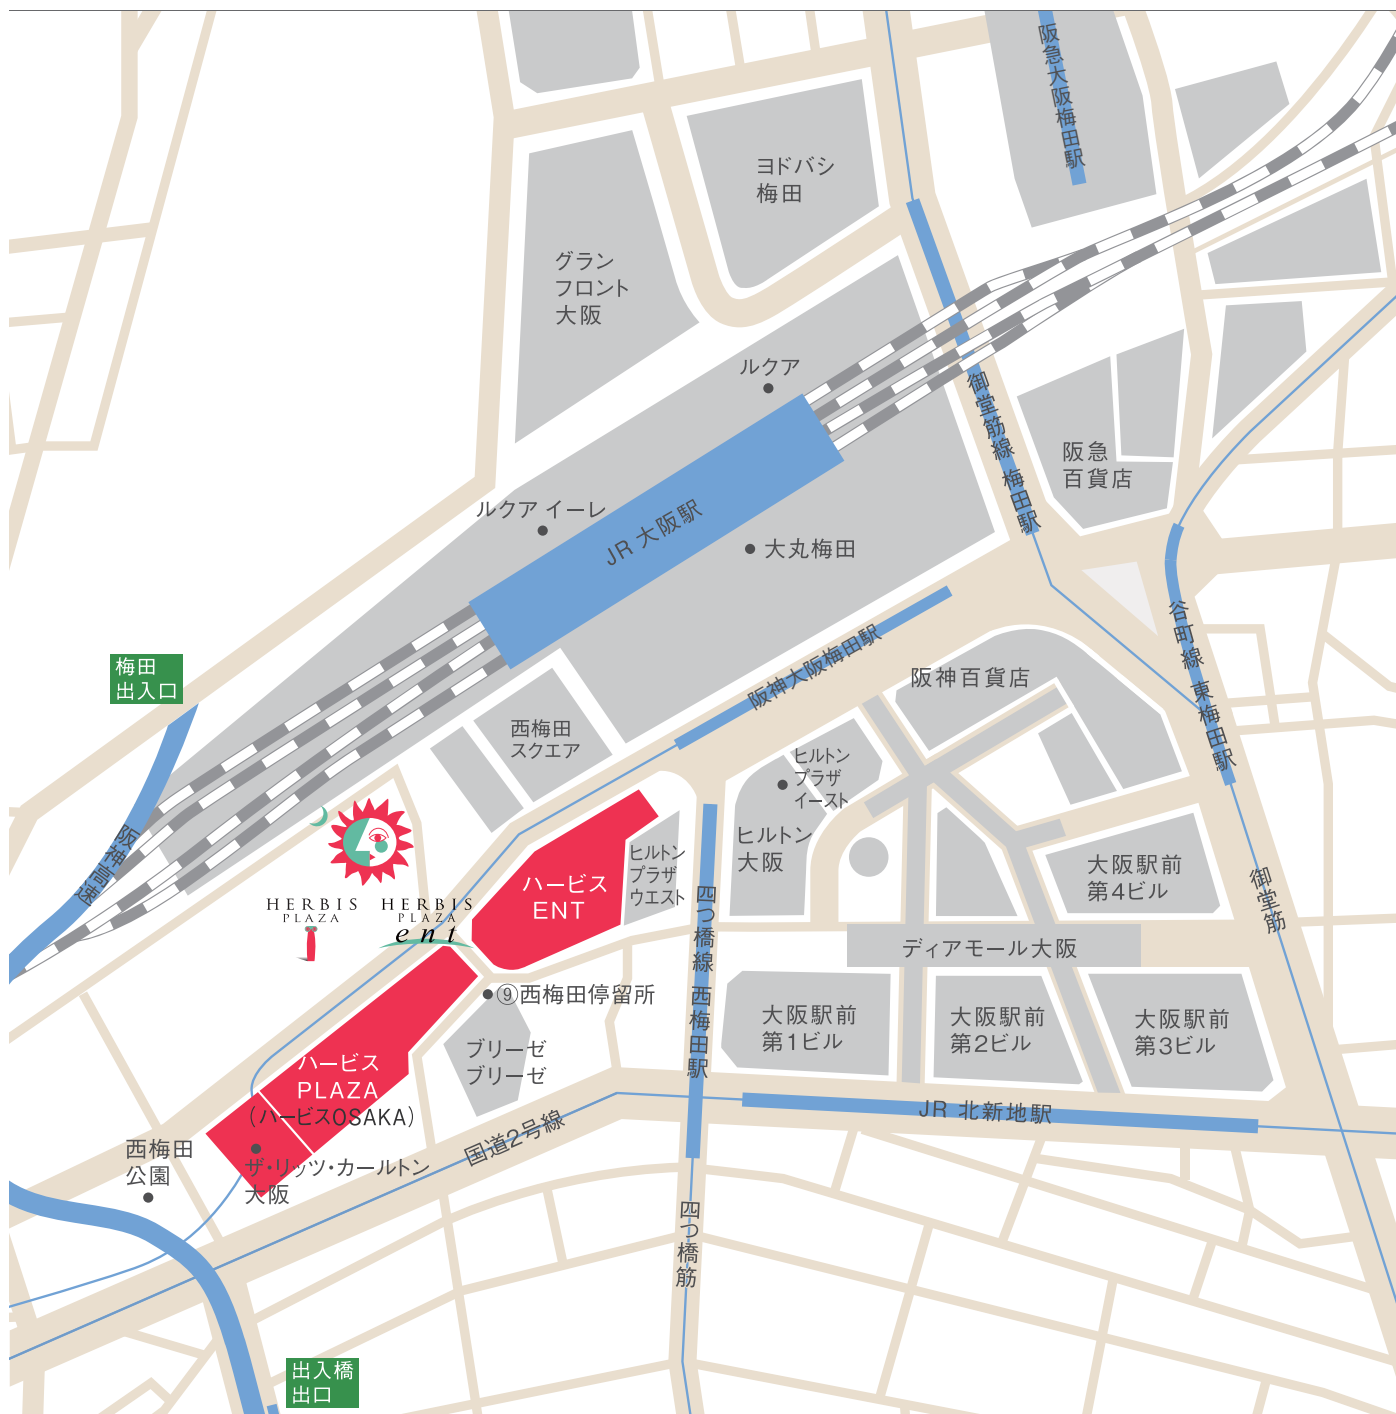 阪急大阪梅田駅
ヨドバシ
梅田
グラン
フロント
大阪
ルクア
御堂筋線 梅田駅
阪急
百貨店
ルクア イーレ
JR 大阪駅
大丸梅田
谷町線 東梅田駅
阪神大阪梅田駅
梅田
出入口
阪神百貨店
西梅田
スクエア
ヒルトン
プラザ
イースト
阪神高速
ヒルトン
大阪
ヒルトン
プラザ
ウエスト
大阪駅前
第4ビル
ハービス
ENT
御堂筋
HERBIS
PLAZA
HERBIS
PLAZA
ent
四つ橋線 西梅田駅
ディアモール大阪
⑨西梅田停留所
大阪駅前
第1ビル
大阪駅前
第2ビル
大阪駅前
第3ビル
ブリーゼ
ブリーゼ
ハービス
PLAZA
(ハービスOSAKA)
国道2号線
JR 北新地駅
西梅田
公園
ザ・リッツ・カールトン
大阪
四つ橋筋
出入橋
出口